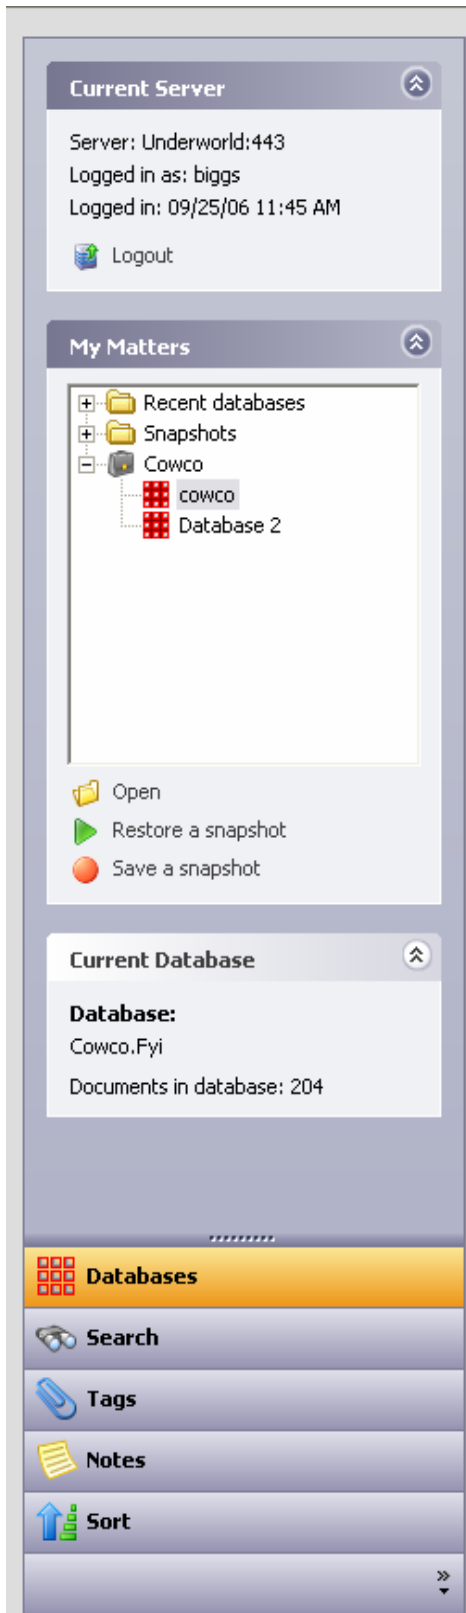 Current Server
Server: Underworld:443
Logged in as: biggs
Logged in: 09/25/06 11:45 AM
Logout
My Matters
Recent databases
Snapshots
Cowco
cowco
Database 2
Open
Restore a snapshot
Save a snapshot
Current Database
Database:
Cowco.Fyi
Documents in database: 204
Databases
Search
Tags
Notes
Sort